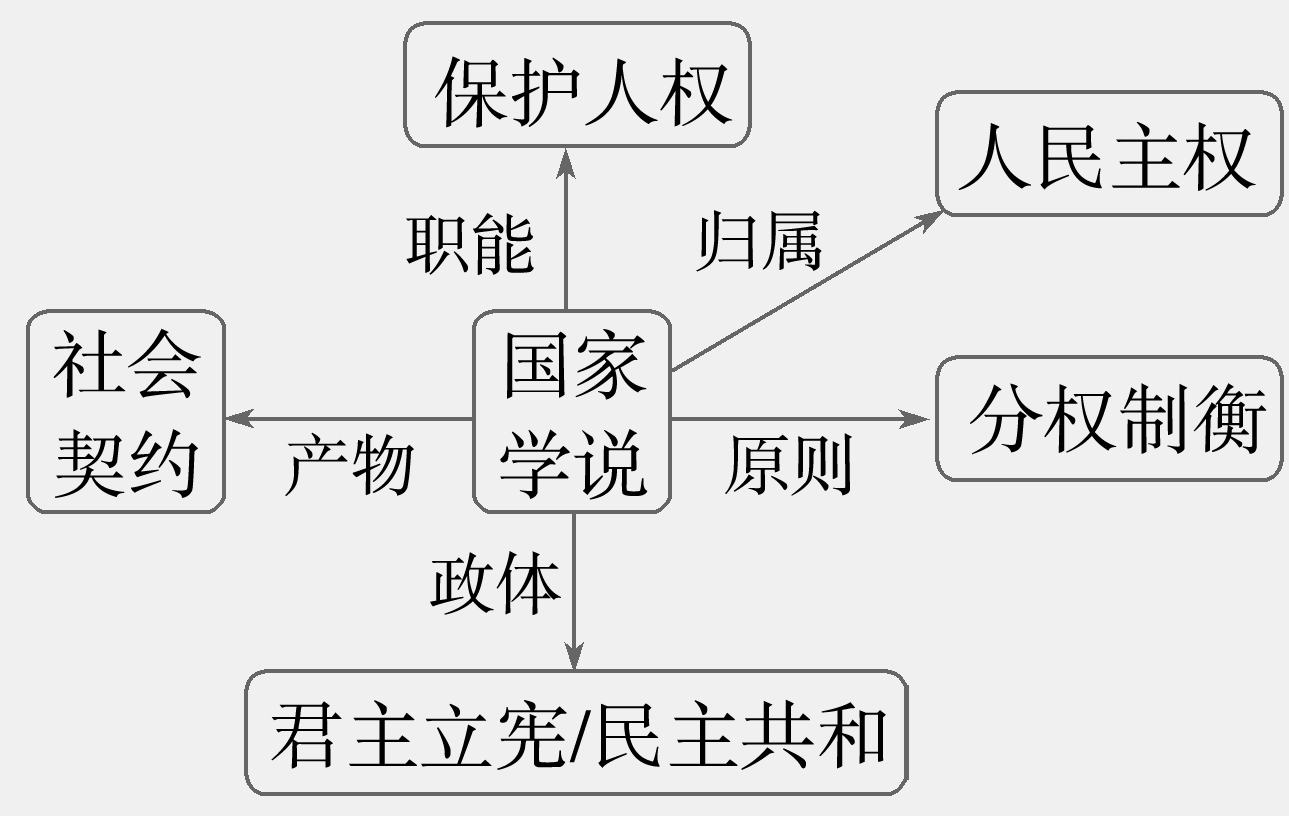 保护人权
人民主权
职能
归属
社会
契约
国家
学说
分权制衡
产物
原则
政体
君主立宪/民主共和